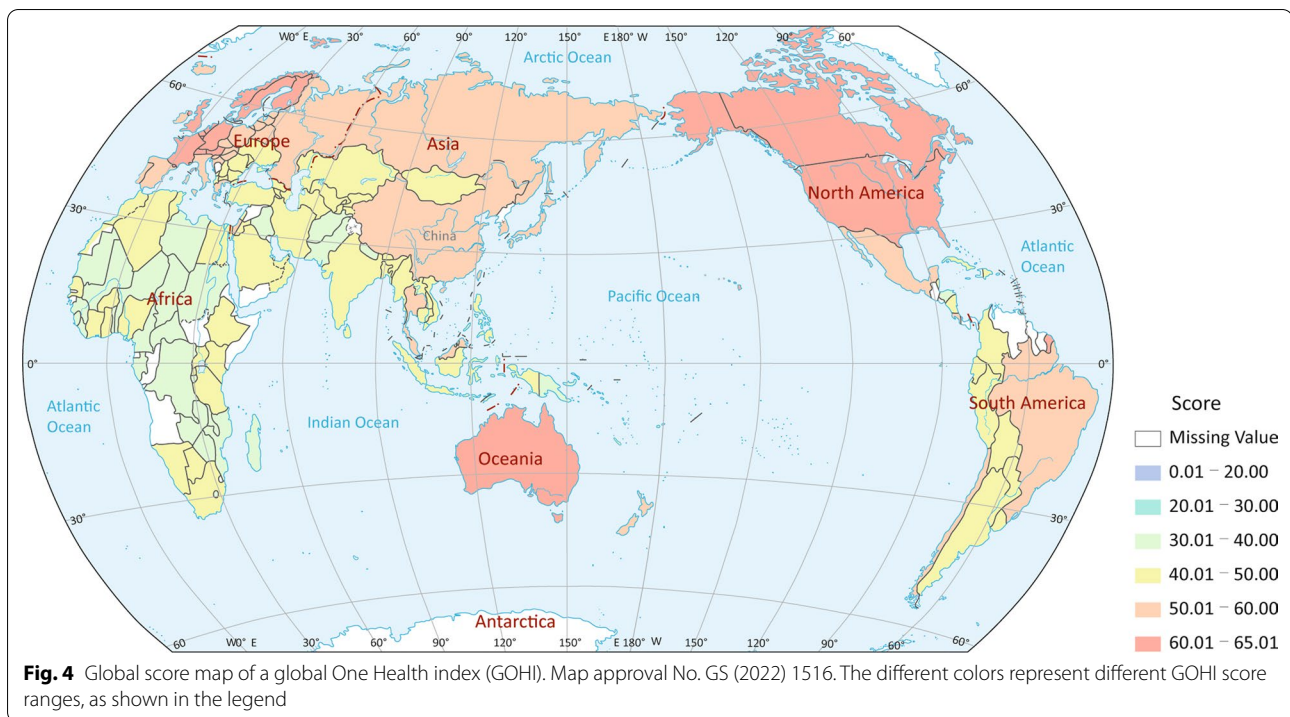 W0° E 30° 60° 90° 120° 150° E 180° W 150° 120° 90° 60°
Arctic Ocean
60° 60°
Europe Asia
North America
30° 30°
China
Atlantic
Ocean
Africa
Pacific Ocean
0° 0°
Atlantic
Ocean
Indian Ocean
South America
Oceania
0
30° 30°
Antarctica
60 W0° E 30° 60° 90° 120° 150° E 180° W 150° 120° 90° 60°
Score
Missing Value
0.01 – 20.00
20.01 – 30.00
30.01 – 40.00
40.01 – 50.00
50.01 – 60.00
60.01 – 65.01
Fig. 4 Global score map of a global One Health index (GOHI). Map approval No. GS (2022) 1516. The different colors represent different GOHI score
ranges, as shown in the legend